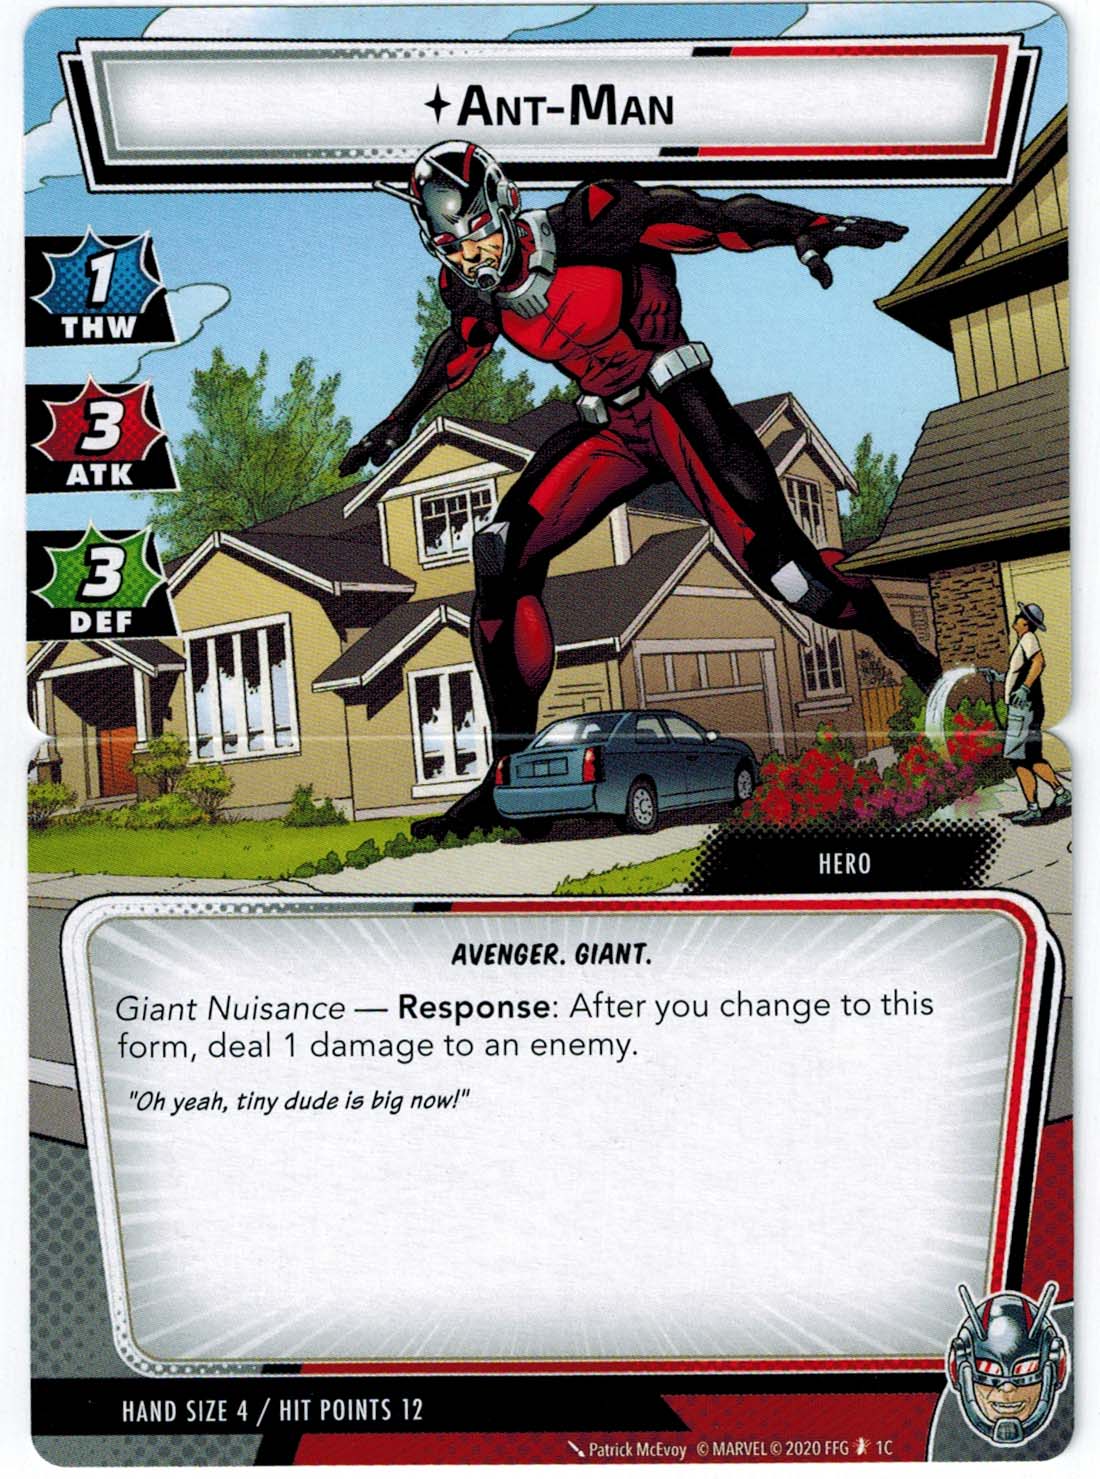 Ant-Man
1
THW
3
ATK
3
DEF
HERO
AVENGER. GIANT.
Giant Nuisance — Response: After you change to this
form, deal 1 damage to an enemy.
"Oh yeah, tiny dude is big now!"
HAND SIZE 4 / HIT POINTS 12
Patrick McEvoy © MARVEL © 2020 FFG 1C